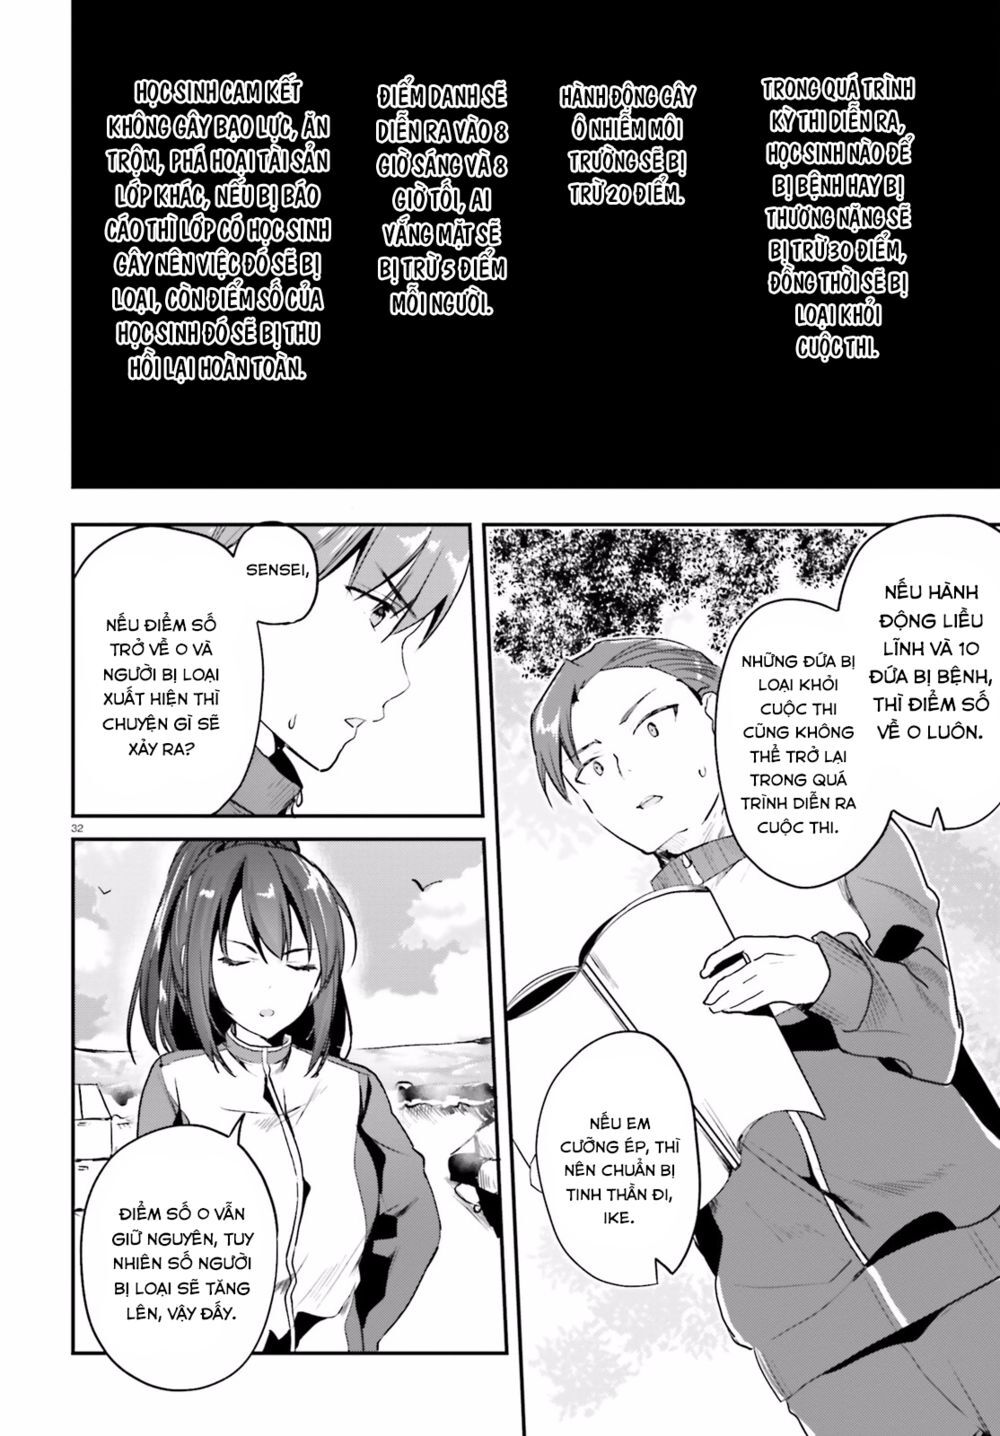 TRONG QUÁ TRÌNH
KỲ THI DIỄN RA,
HỌC SINH NÀO ĐỂ
BỊ BỆNH HAY BỊ
THƯƠNG NẶNG SẼ
BỊ TRỪ 30 ĐIỂM,
ĐỒNG THỜI SẼ BỊ
LOẠI KHỎI
CUỘC THI.
HÀNH ĐỘNG GÂY
Ô NHIỄM MÔI
TRƯỜNG SẼ BỊ
TRỪ 20 ĐIỂM.
ĐIỂM DANH SẼ
DIỄN RA VÀO 8
GIỜ SÁNG VÀ 8
GIỜ TỐI, AI
VẮNG MẶT SẼ
BỊ TRỪ 5 ĐIỂM
MỖI NGƯỜI.
HỌC SINH CAM KẾT
KHÔNG GÂY BẠO LỰC, ĂN
TRỘM, PHÁ HOẠI TÀI SẢN
LỚP KHÁC, NẾU BỊ BÁO
CÁO THÌ LỚP CÓ HỌC SINH
GÂY NÊN VIỆC ĐÓ SẼ BỊ
LOẠI, CÒN ĐIỂM SỐ CỦA
HỌC SINH ĐÓ SẼ BỊ THU
HỒI LẠI HOÀN TOÀN.
NẾU HÀNH
ĐỘNG LIỀU
LĨNH VÀ 10
ĐỨA BỊ BỆNH,
THÌ ĐIỂM SỐ
VỀ 0 LUÔN.
NHỮNG ĐỨA BỊ
LOẠI KHỎI
CUỘC THI
CŨNG KHÔNG
THỂ TRỞ LẠI
TRONG QUÁ
TRÌNH DIỄN RA
CUỘC THI.
NẾU EM
CƯỠNG ÉP, THÌ
NÊN CHUẨN BỊ
TINH THẦN ĐI,
IKE.
SENSEI,
NẾU ĐIỂM SỐ
TRỞ VỀ 0 VÀ
NGƯỜI BỊ LOẠI
XUẤT HIỆN THÌ
CHUYỆN GÌ SẼ
XẢY RA?
32
ĐIỂM SỐ 0 VẪN
GIỮ NGUYÊN, TUY
NHIÊN SỐ NGƯỜI
BỊ LOẠI SẼ TĂNG
LÊN, VẬY ĐẤY.